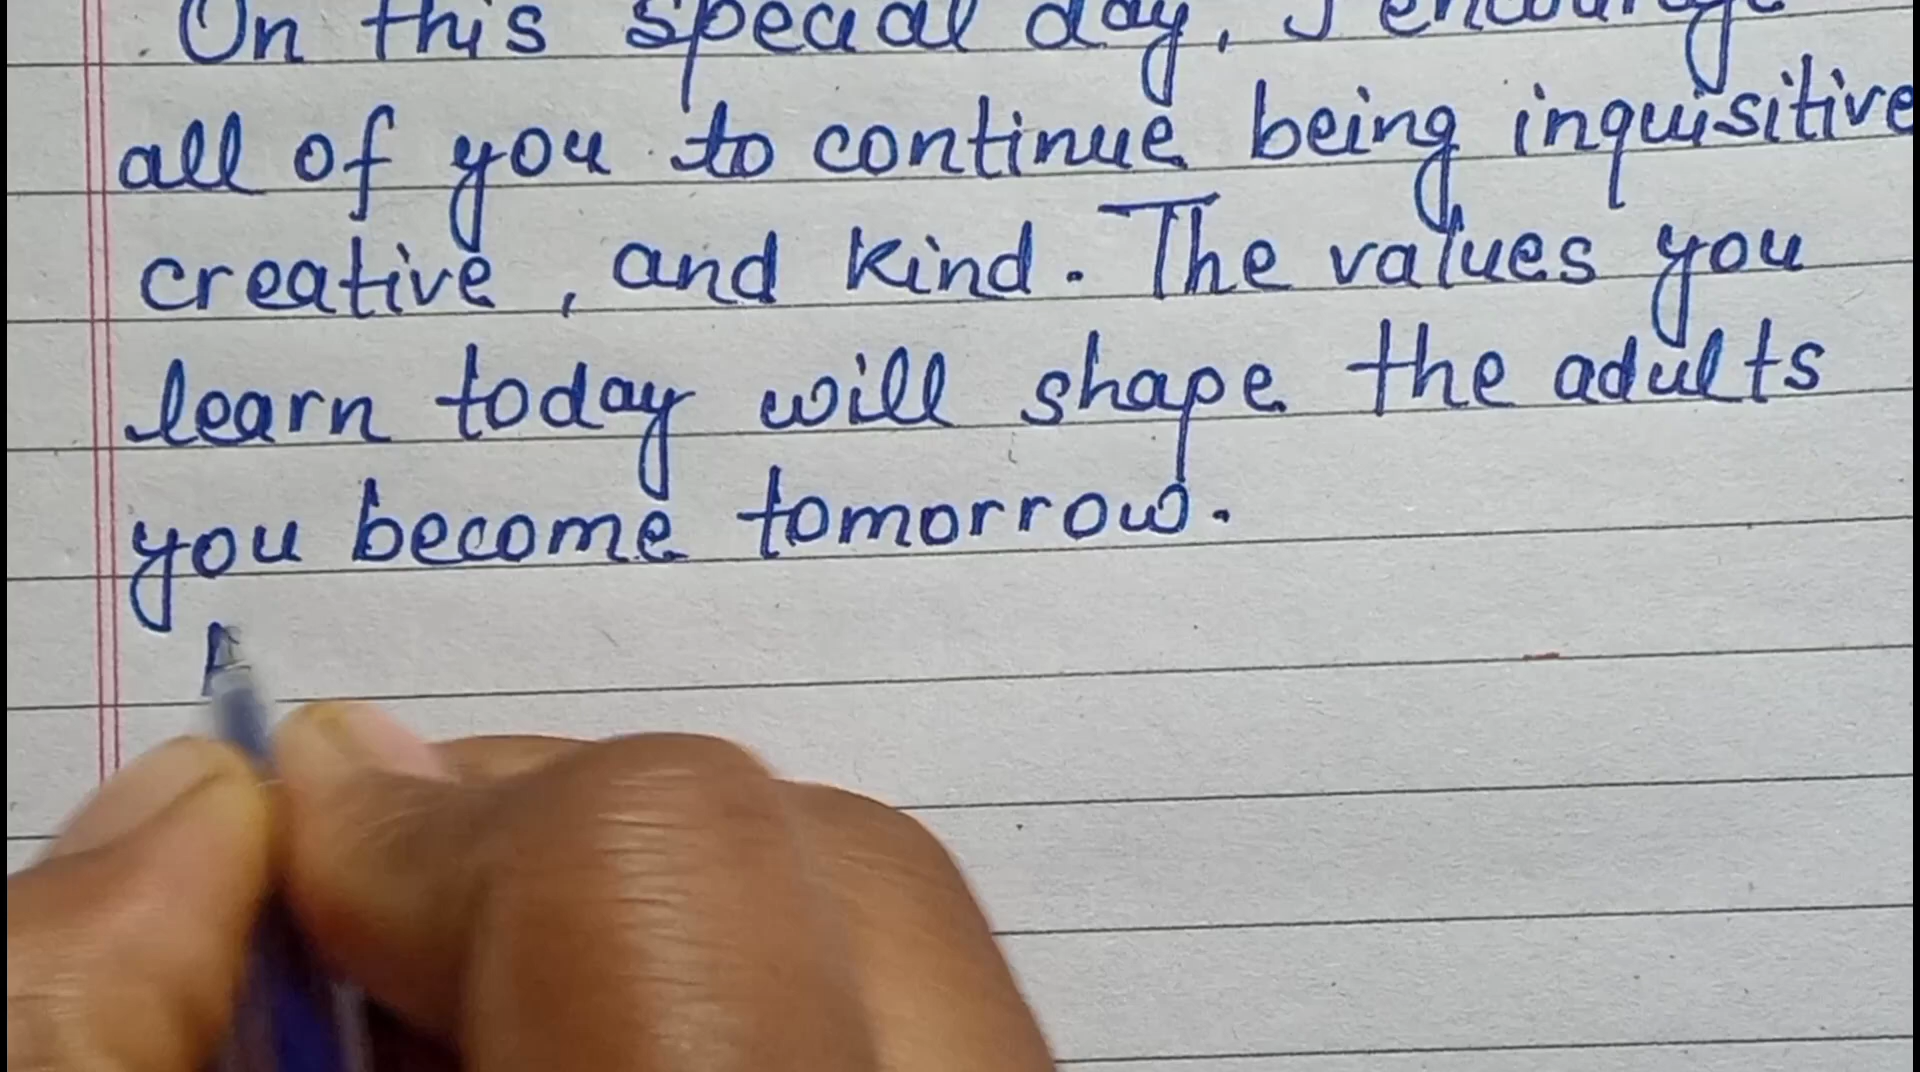 On this special day, I encourage
all of you to continue being inquisitive
creative, and kind. The values you
learn today will shape the adults
you become tomorrow.